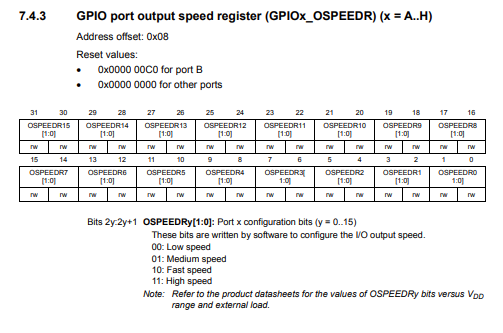 7.4.3 GPIO port output speed register (GPIOx_OSPEEDR) (x = A..H)
Address offset: 0x08
Reset values:
• 0x0000 00C0 for port B
• 0x0000 0000 for other ports
31 30 29 28 27 26 25 24 23 22 21 20 19 18 17 16
OSPEEDR15 OSPEEDR14 OSPEEDR13 OSPEEDR12 OSPEEDR11 OSPEEDR10 OSPEEDR9 OSPEEDR8
[1:0] [1:0] [1:0] [1:0] [1:0] [1:0] [1:0] [1:0]
rw rw rw rw rw rw rw rw rw rw rw rw rw rw rw rw
15 14 13 12 11 10 9 8 7 6 5 4 3 2 1 0
OSPEEDR7 OSPEEDR6 OSPEEDR5 OSPEEDR4 OSPEEDR3[ OSPEEDR2 OSPEEDR1 OSPEEDR0
[1:0] [1:0] [1:0] [1:0] 1:0] [1:0] [1:0] 1:0]
rw rw rw rw rw rw rw rw rw rw rw rw rw rw rw rw
Bits 2y:2y+1 OSPEEDRy[1:0]: Port x configuration bits (y = 0..15)
These bits are written by software to configure the I/O output speed.
00: Low speed
01: Medium speed
10: Fast speed
11: High speed
Note: Refer to the product datasheets for the values of OSPEEDRy bits versus VDD
range and external load.